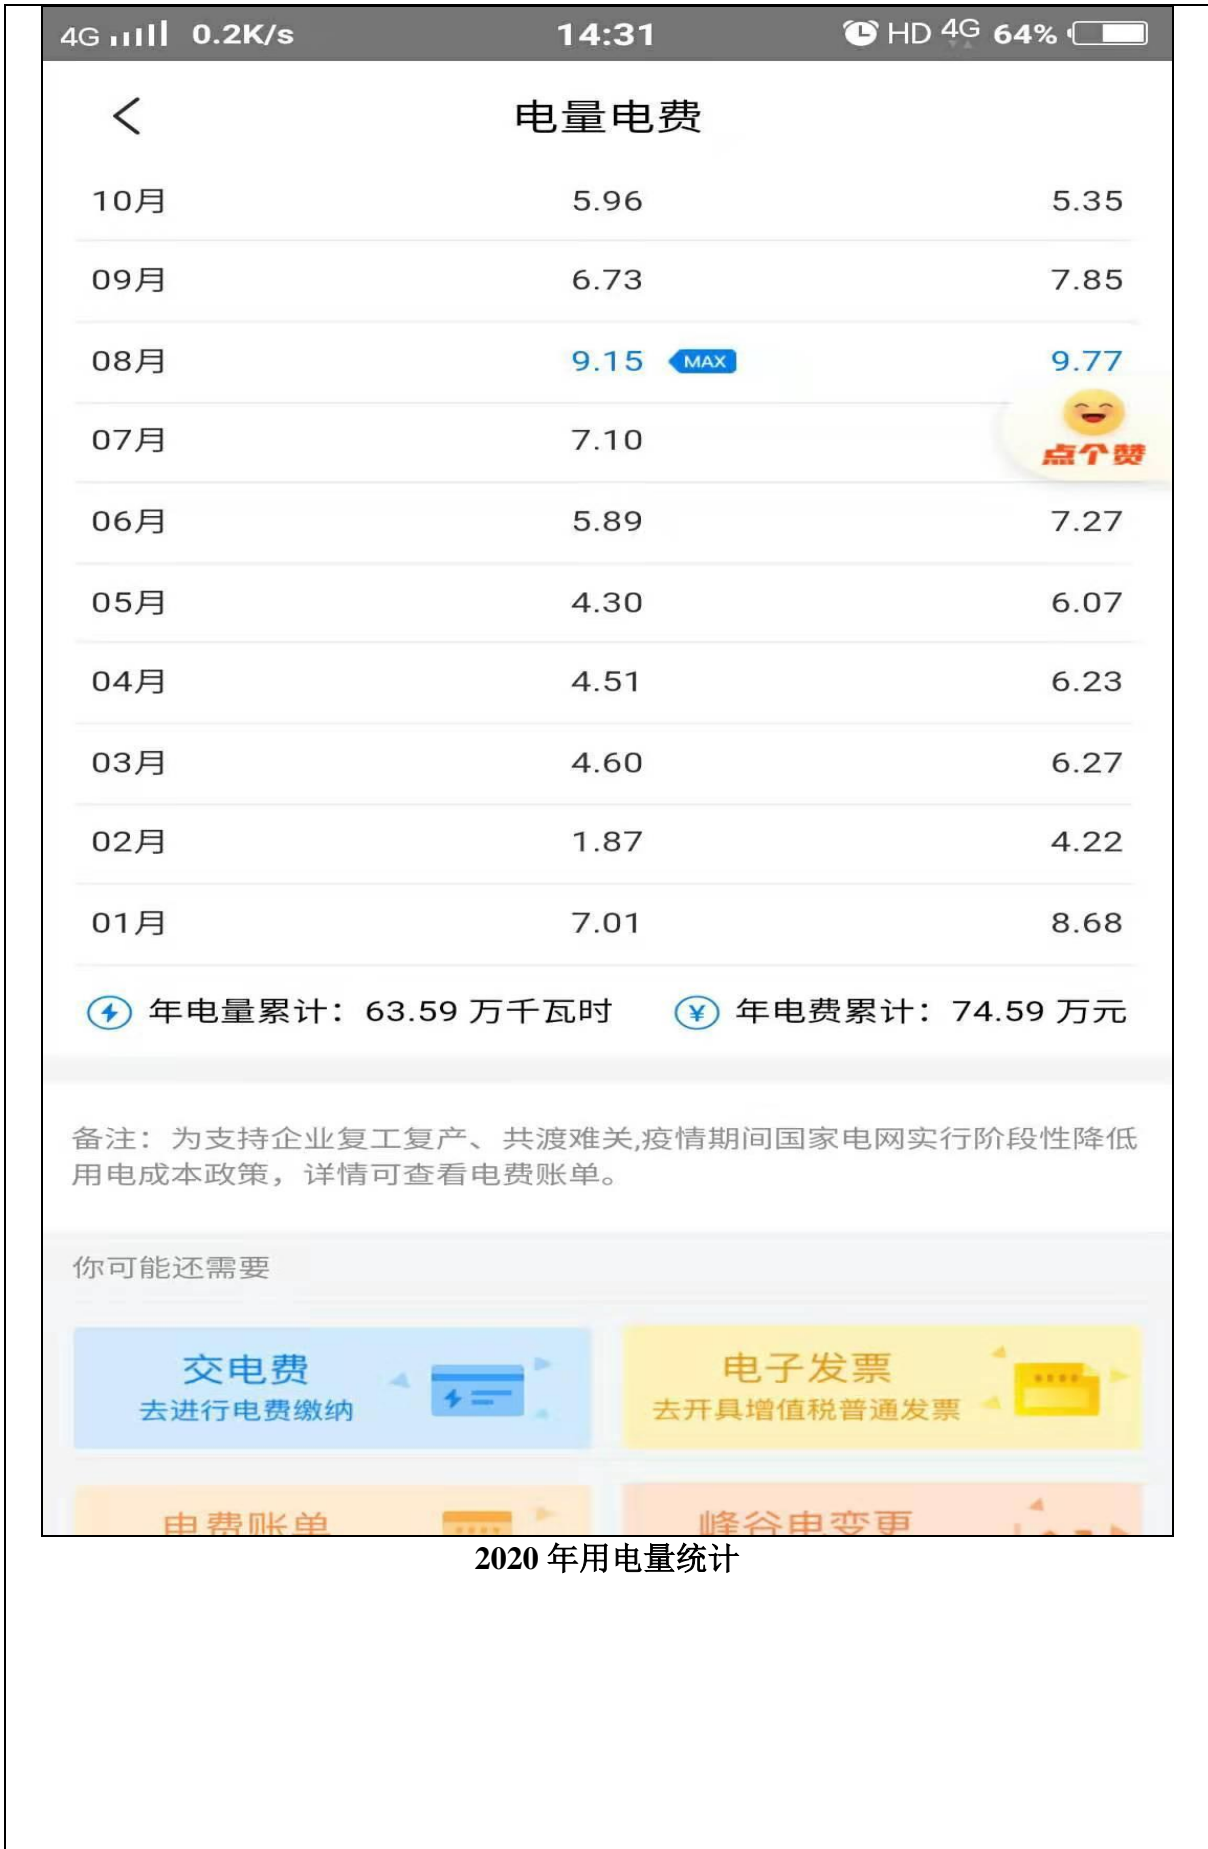 4G 0.2K/s 14:31 HD 4G 64%
电量电费
10月 5.96 5.35
09月 6.73 7.85
08月 9.15 MAX 9.77
07月 7.10
点个赞
06月 5.89 7.27
05月 4.30 6.07
04月 4.51 6.23
03月 4.60 6.27
02月 1.87 4.22
01月 7.01 8.68
年电量累计：63.59 万千瓦时 ¥ 年电费累计：74.59 万元
备注：为支持企业复工复产、共渡难关,疫情期间国家电网实行阶段性降低
用电成本政策，详情可查看电费账单。
你可能还需要
交电费 电子发票
去进行电费缴纳 去开具增值税普通发票
电费账单 峰谷电变更
2020 年用电量统计